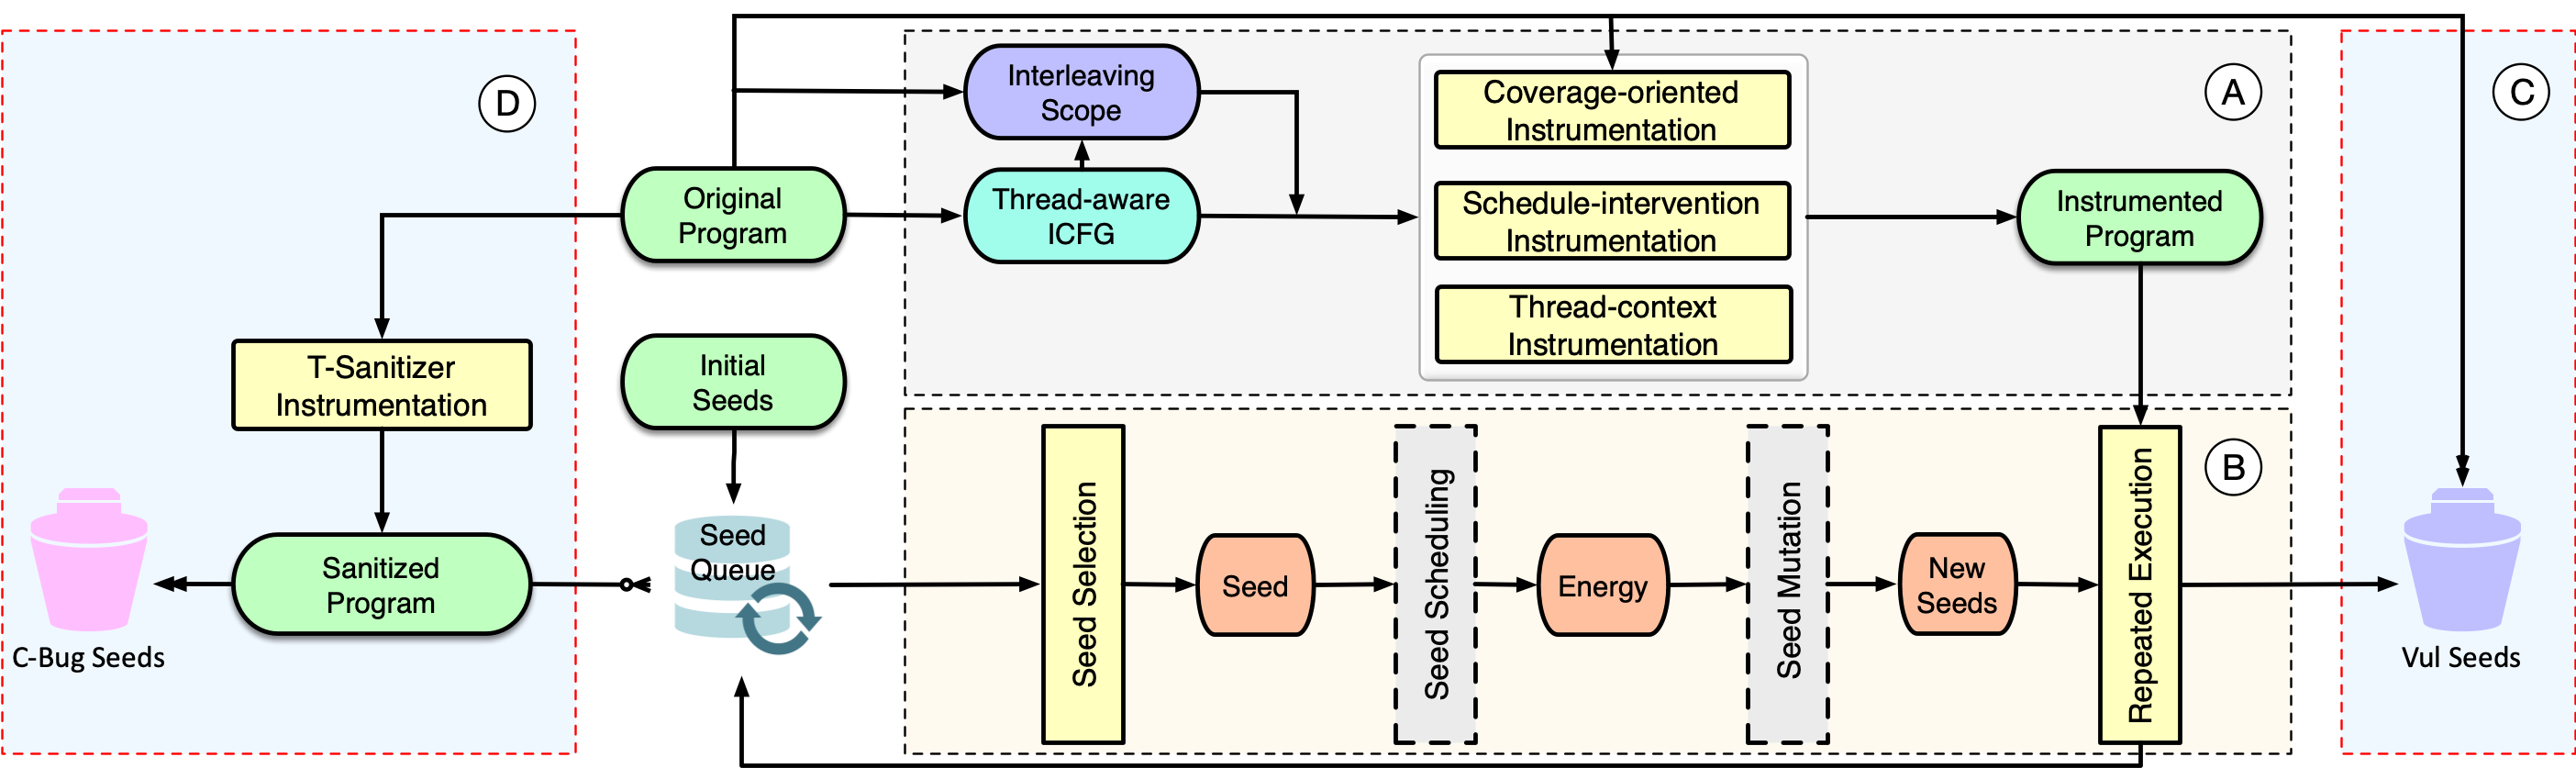 D
Original
Program
T-Sanitizer
Instrumentation
Sanitized
Program
C-Bug Seeds
Initial
Seeds
Seed
Queue
A
Interleaving
Scope
Thread-aware
ICFG
Coverage-oriented
Instrumentation
Schedule-intervention
Instrumentation
Thread-context
Instrumentation
Instrumented
Program
B
Seed Selection
Seed
Seed Scheduling
Energy
Seed Mutation
New
Seeds
Repeated Execution
C
Vul Seeds